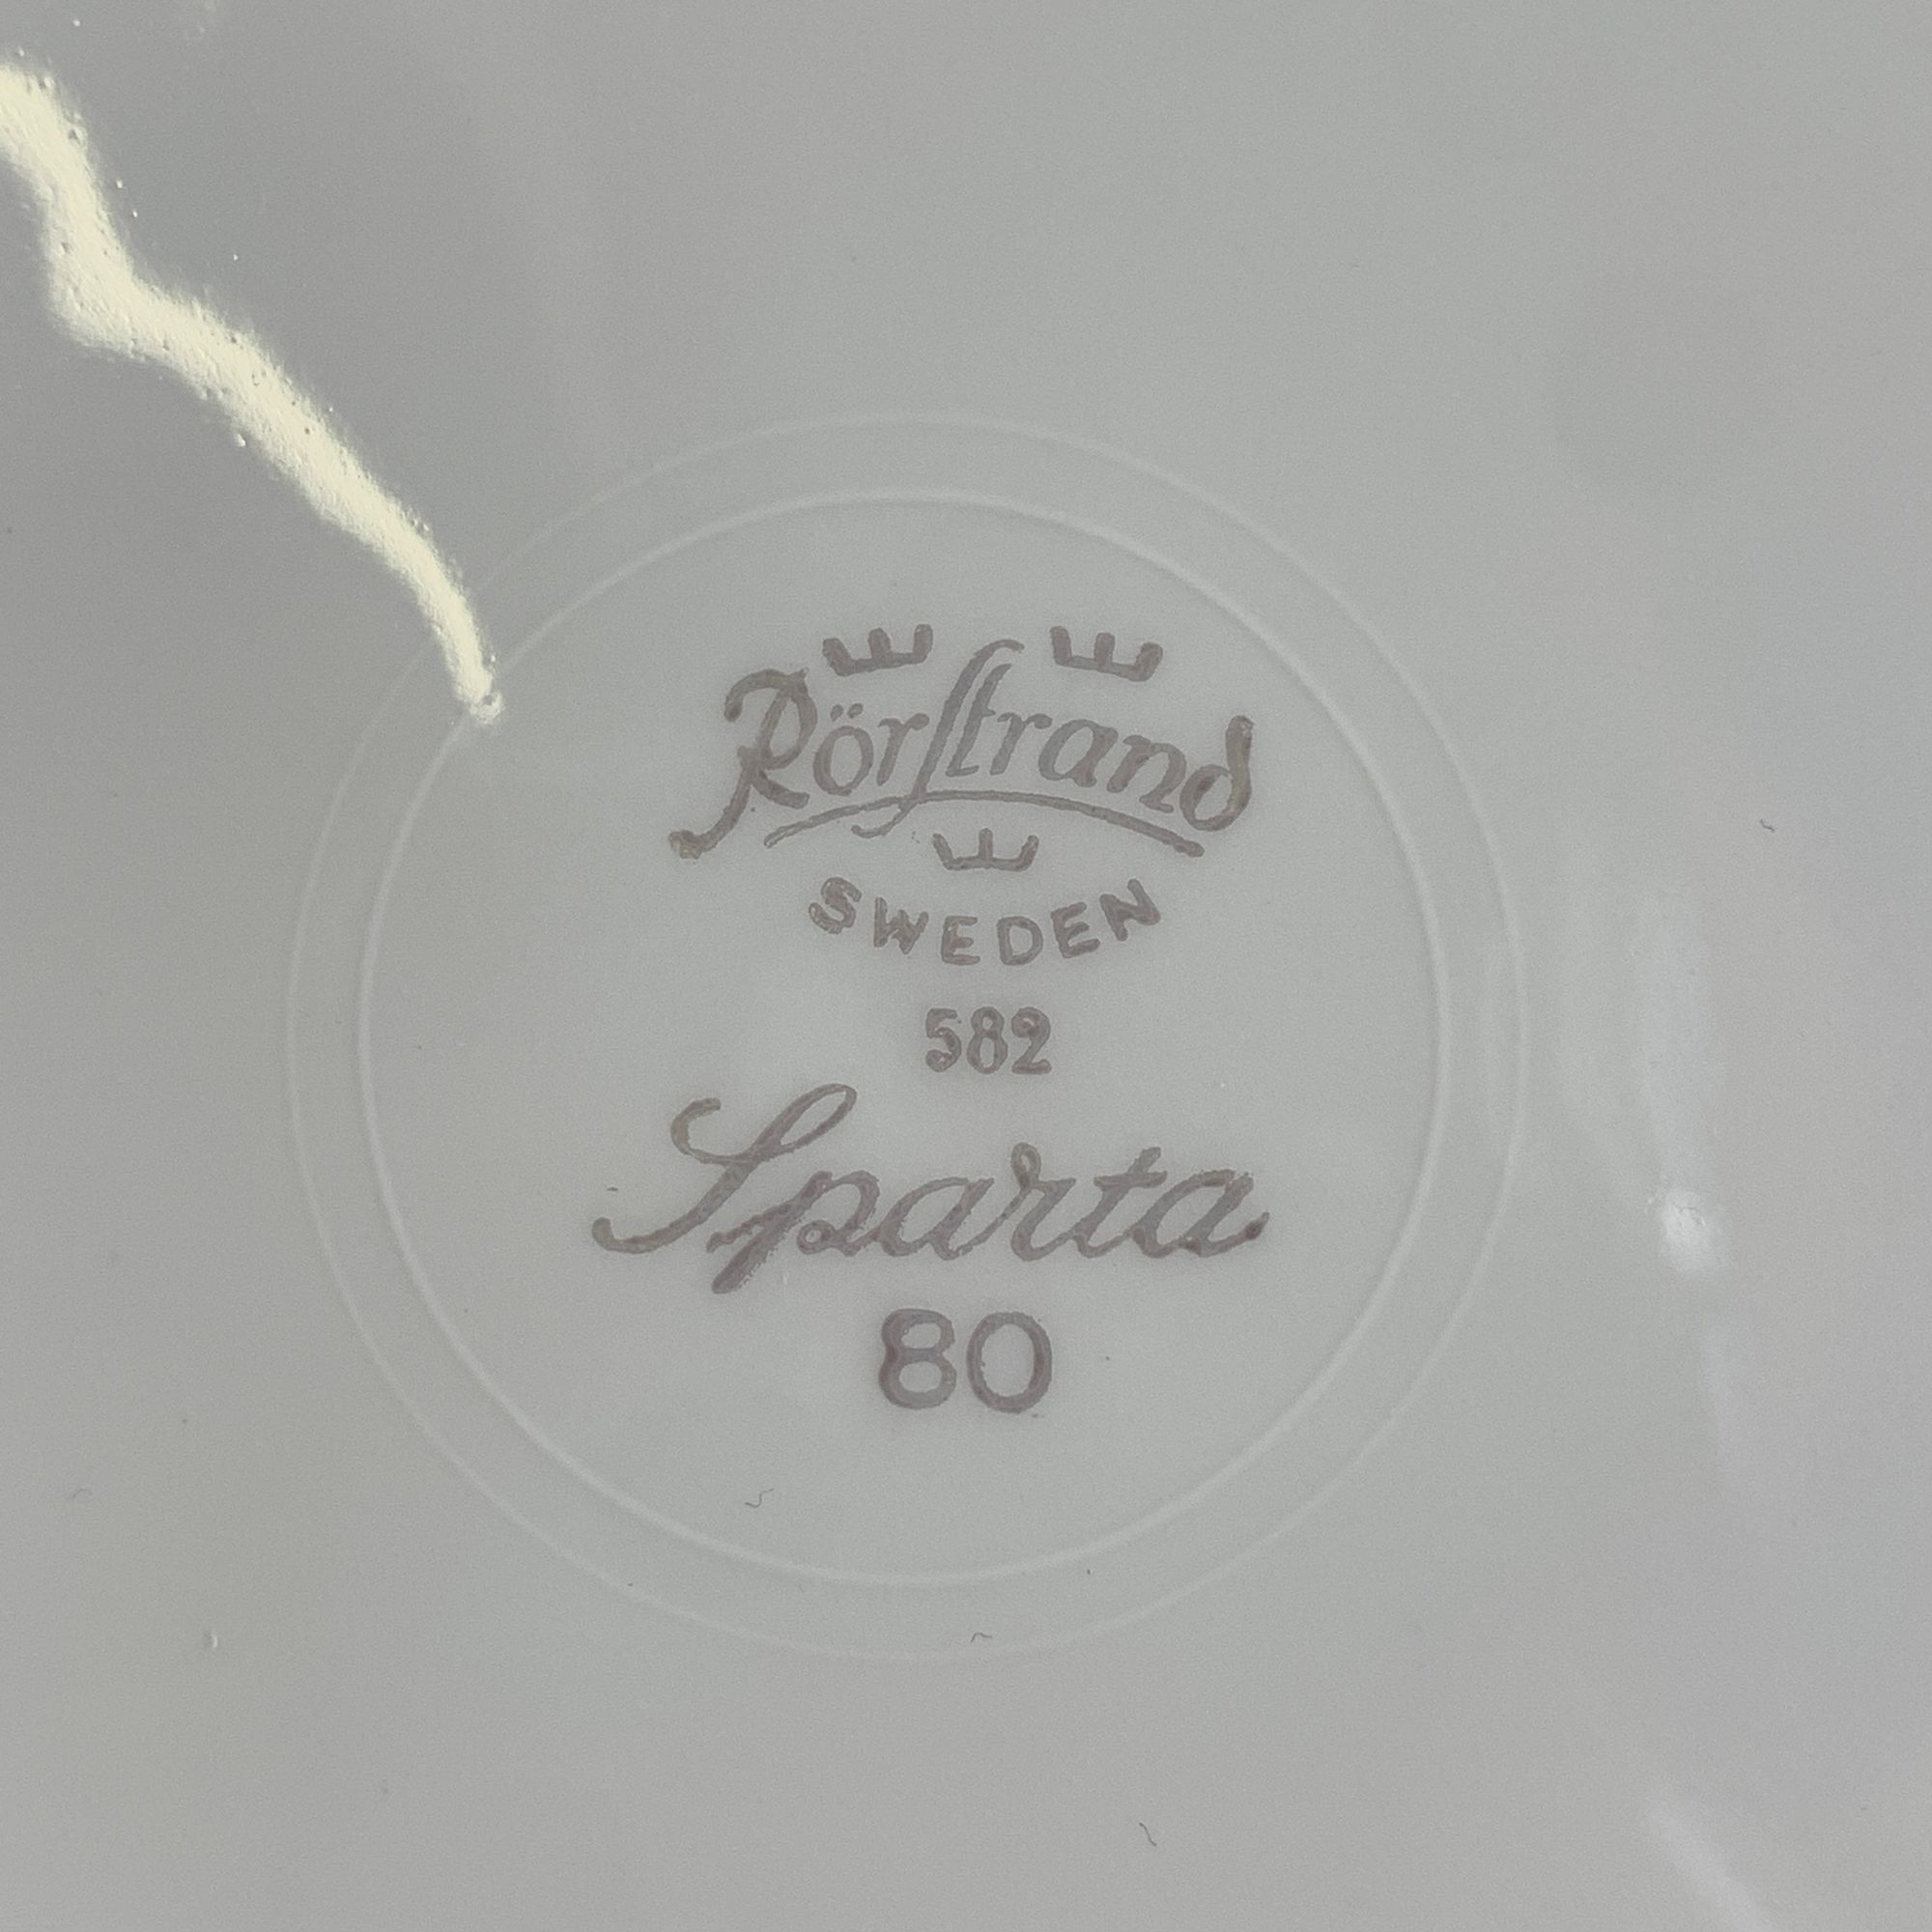 Rörstrand
SWEDEN
582
Sparta
80